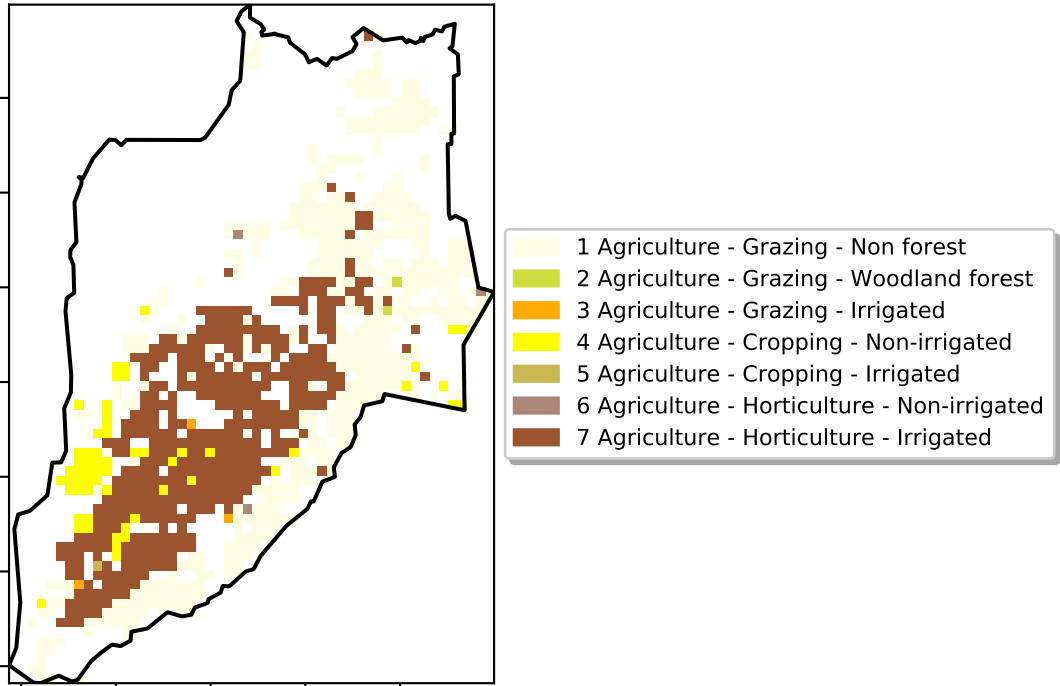 1 Agriculture - Grazing - Non forest
2 Agriculture - Grazing - Woodland forest
3 Agriculture - Grazing - Irrigated
4 Agriculture - Cropping - Non-irrigated
5 Agriculture - Cropping - Irrigated
6 Agriculture - Horticulture - Non-irrigated
7 Agriculture - Horticulture - Irrigated